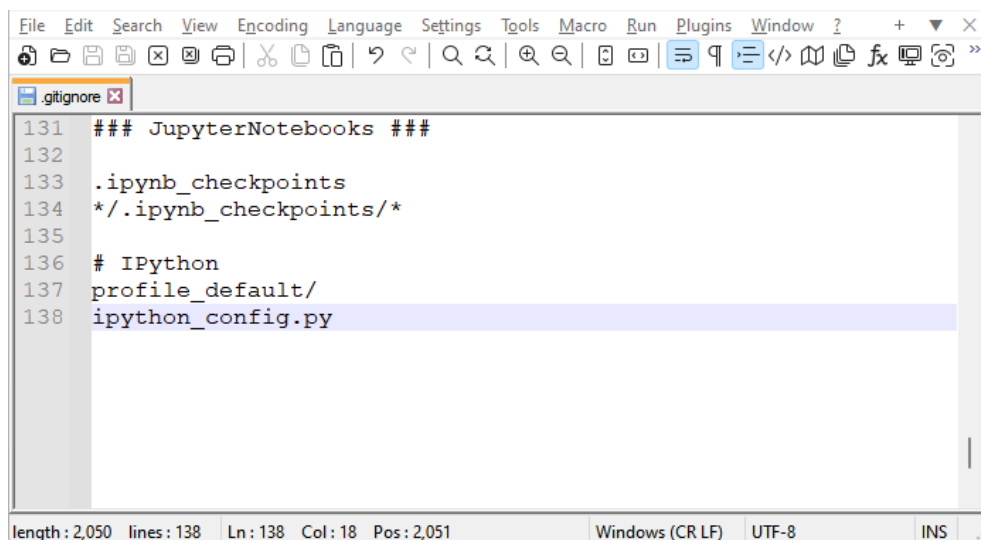 File Edit Search View Encoding Language Settings Tools Macro Run Plugins Window ? + ▼ X
.gitignore
131 ### JupyterNotebooks ###
132
133 .ipynb_checkpoints
134 */.ipynb_checkpoints/*
135
136 # IPython
137 profile_default/
138 ipython_config.py
length : 2,050 lines : 138 Ln : 138 Col : 18 Pos : 2,051 Windows (CR LF) UTF-8 INS